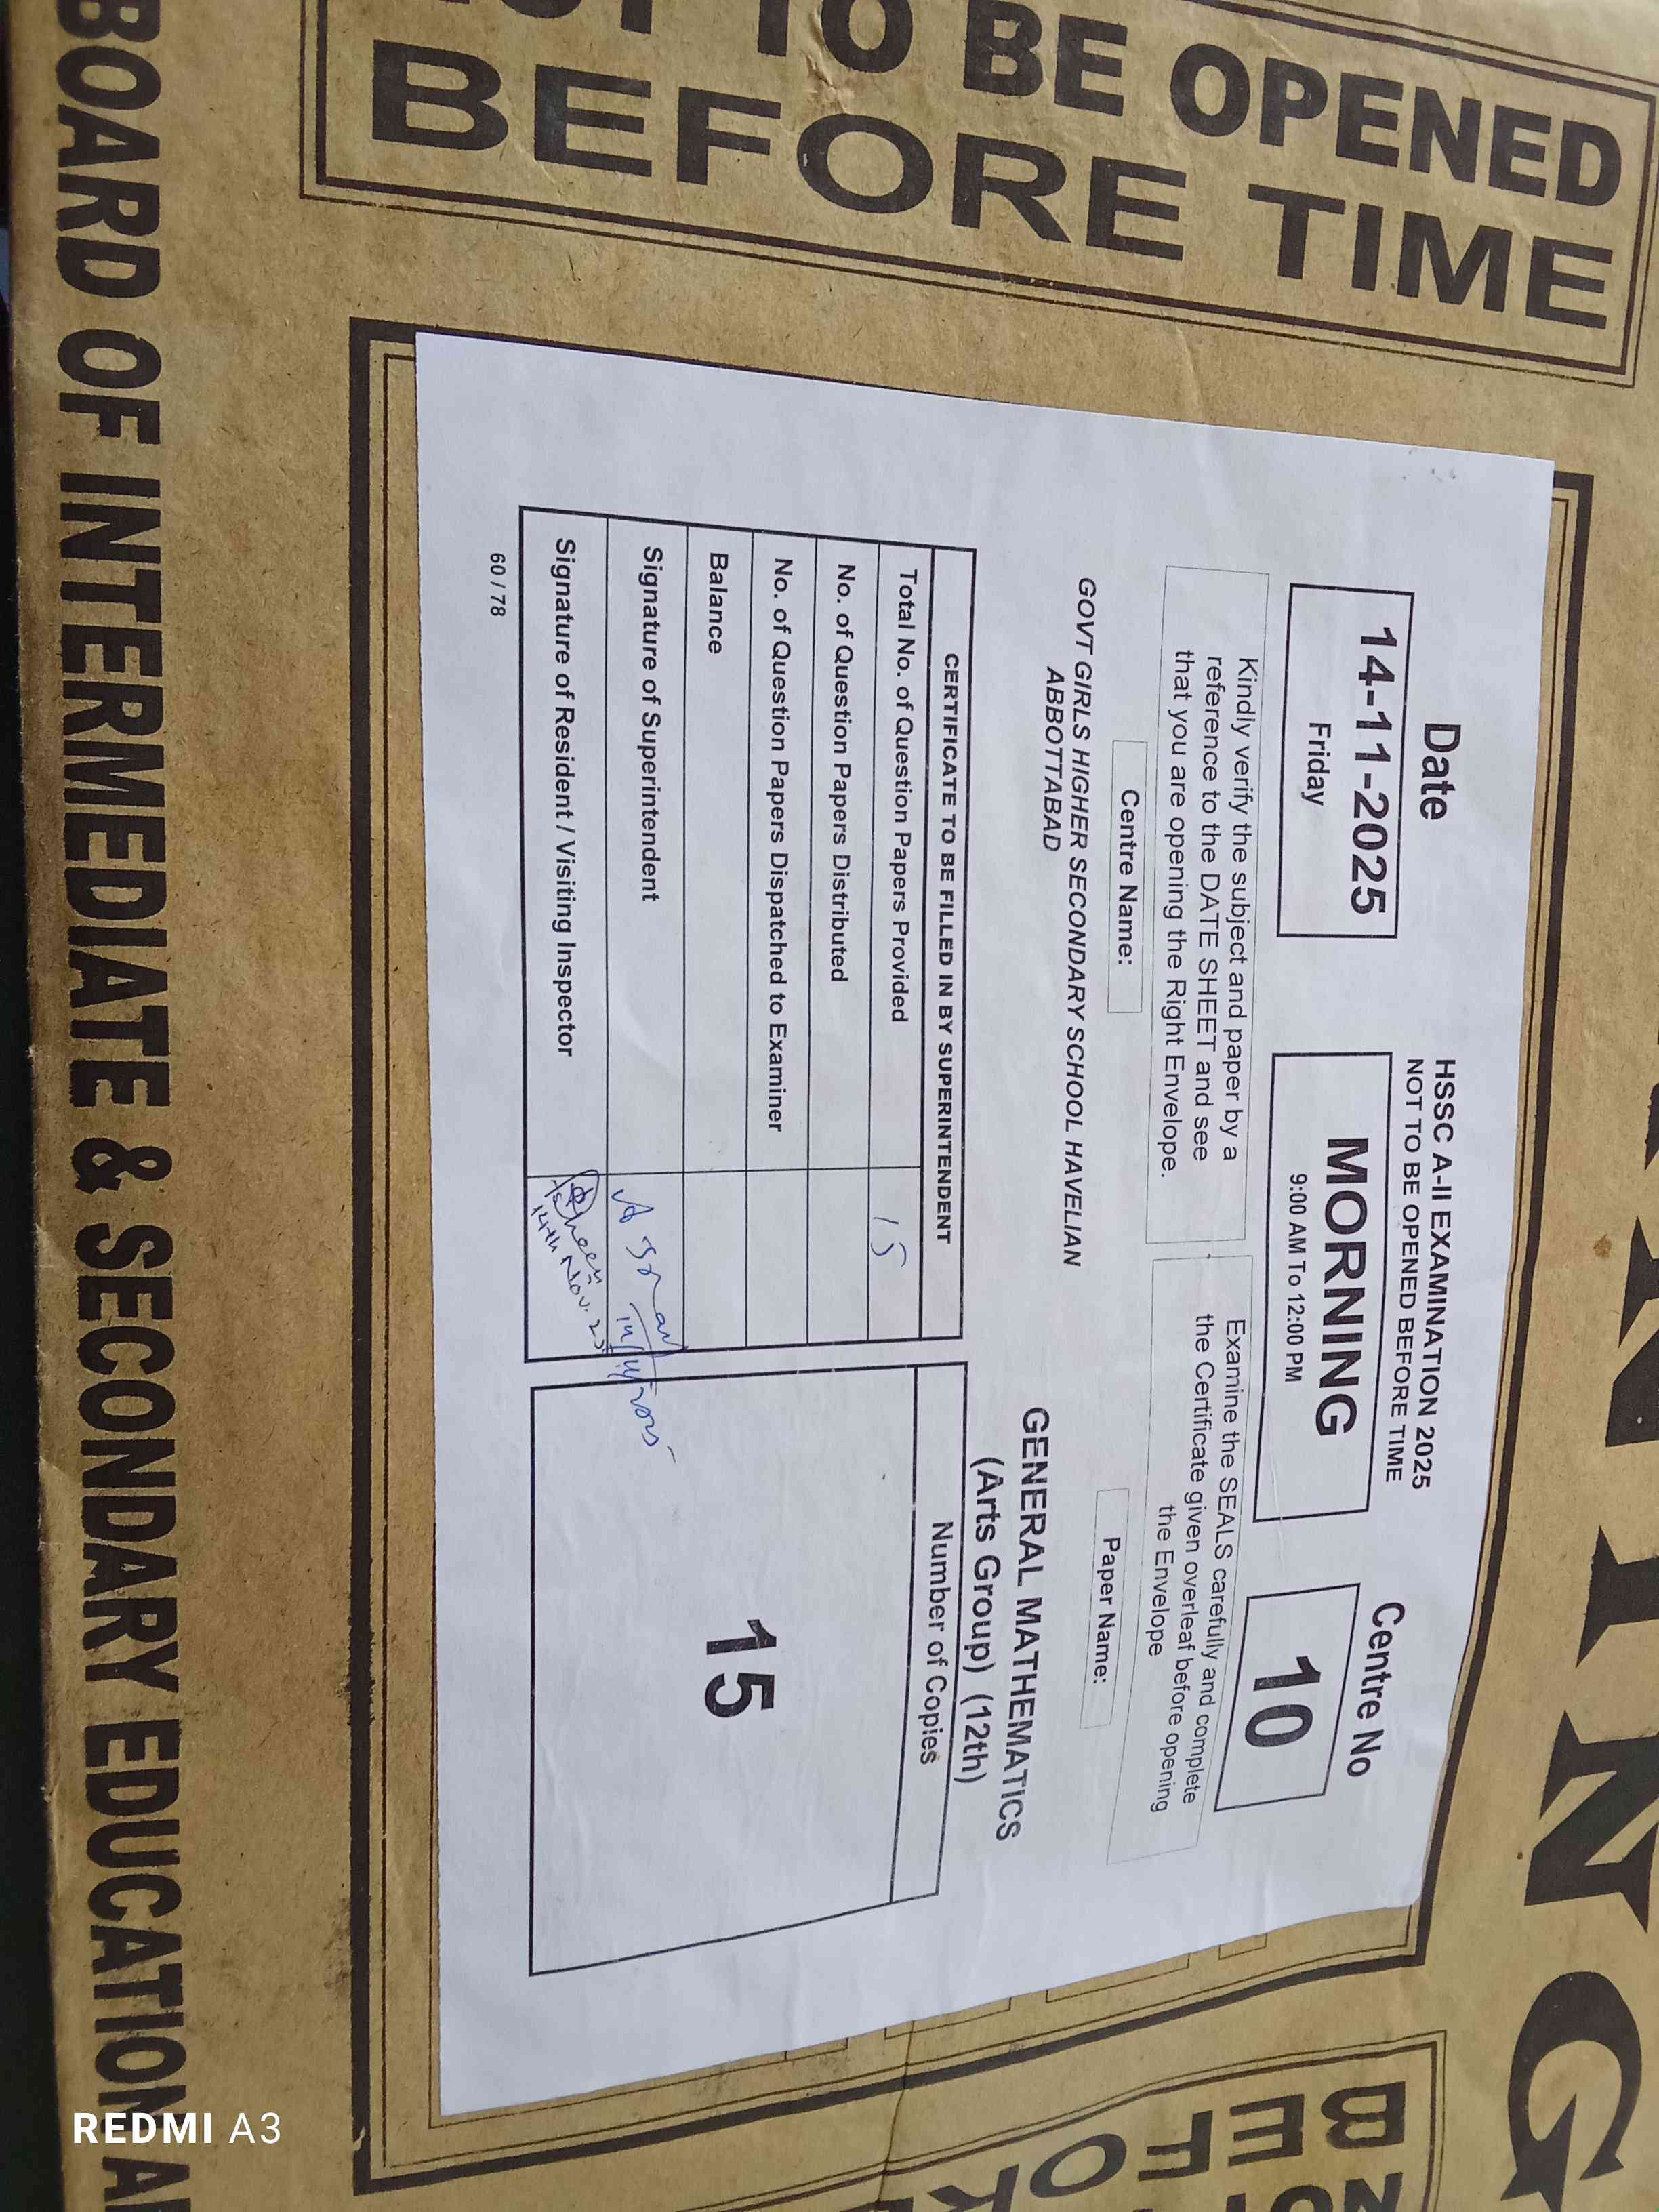 TO BE OPENED
BEFORE TIME
Date
14-11-2025
Friday
HSSC A-II EXAMINATION 2025
NOT TO BE OPENED BEFORE TIME
MORNING
9:00 AM To 12:00 PM
Centre No
10
Kindly verify the subject and paper by a
reference to the DATE SHEET and see
that you are opening the Right Envelope.
Examine the SEALS carefully and complete
the Certificate given overleaf before opening
the Envelope
Centre Name:
GOVT GIRLS HIGHER SECONDARY SCHOOL HAVELIAN
ABBOTTABAD
Paper Name:
GENERAL MATHEMATICS
(Arts Group) (12th)
CERTIFICATE TO BE FILLED IN BY SUPERINTENDENT
Total No. of Question Papers Provided 15
No. of Question Papers Distributed
No. of Question Papers Dispatched to Examiner
Balance
Signature of Superintendent 14/11/2025
Signature of Resident / Visiting Inspector
14th Nov. 25
Number of Copies
15
60 / 78
BOARD OF INTERMEDIATE & SECONDARY EDUCATION
REDMI A3